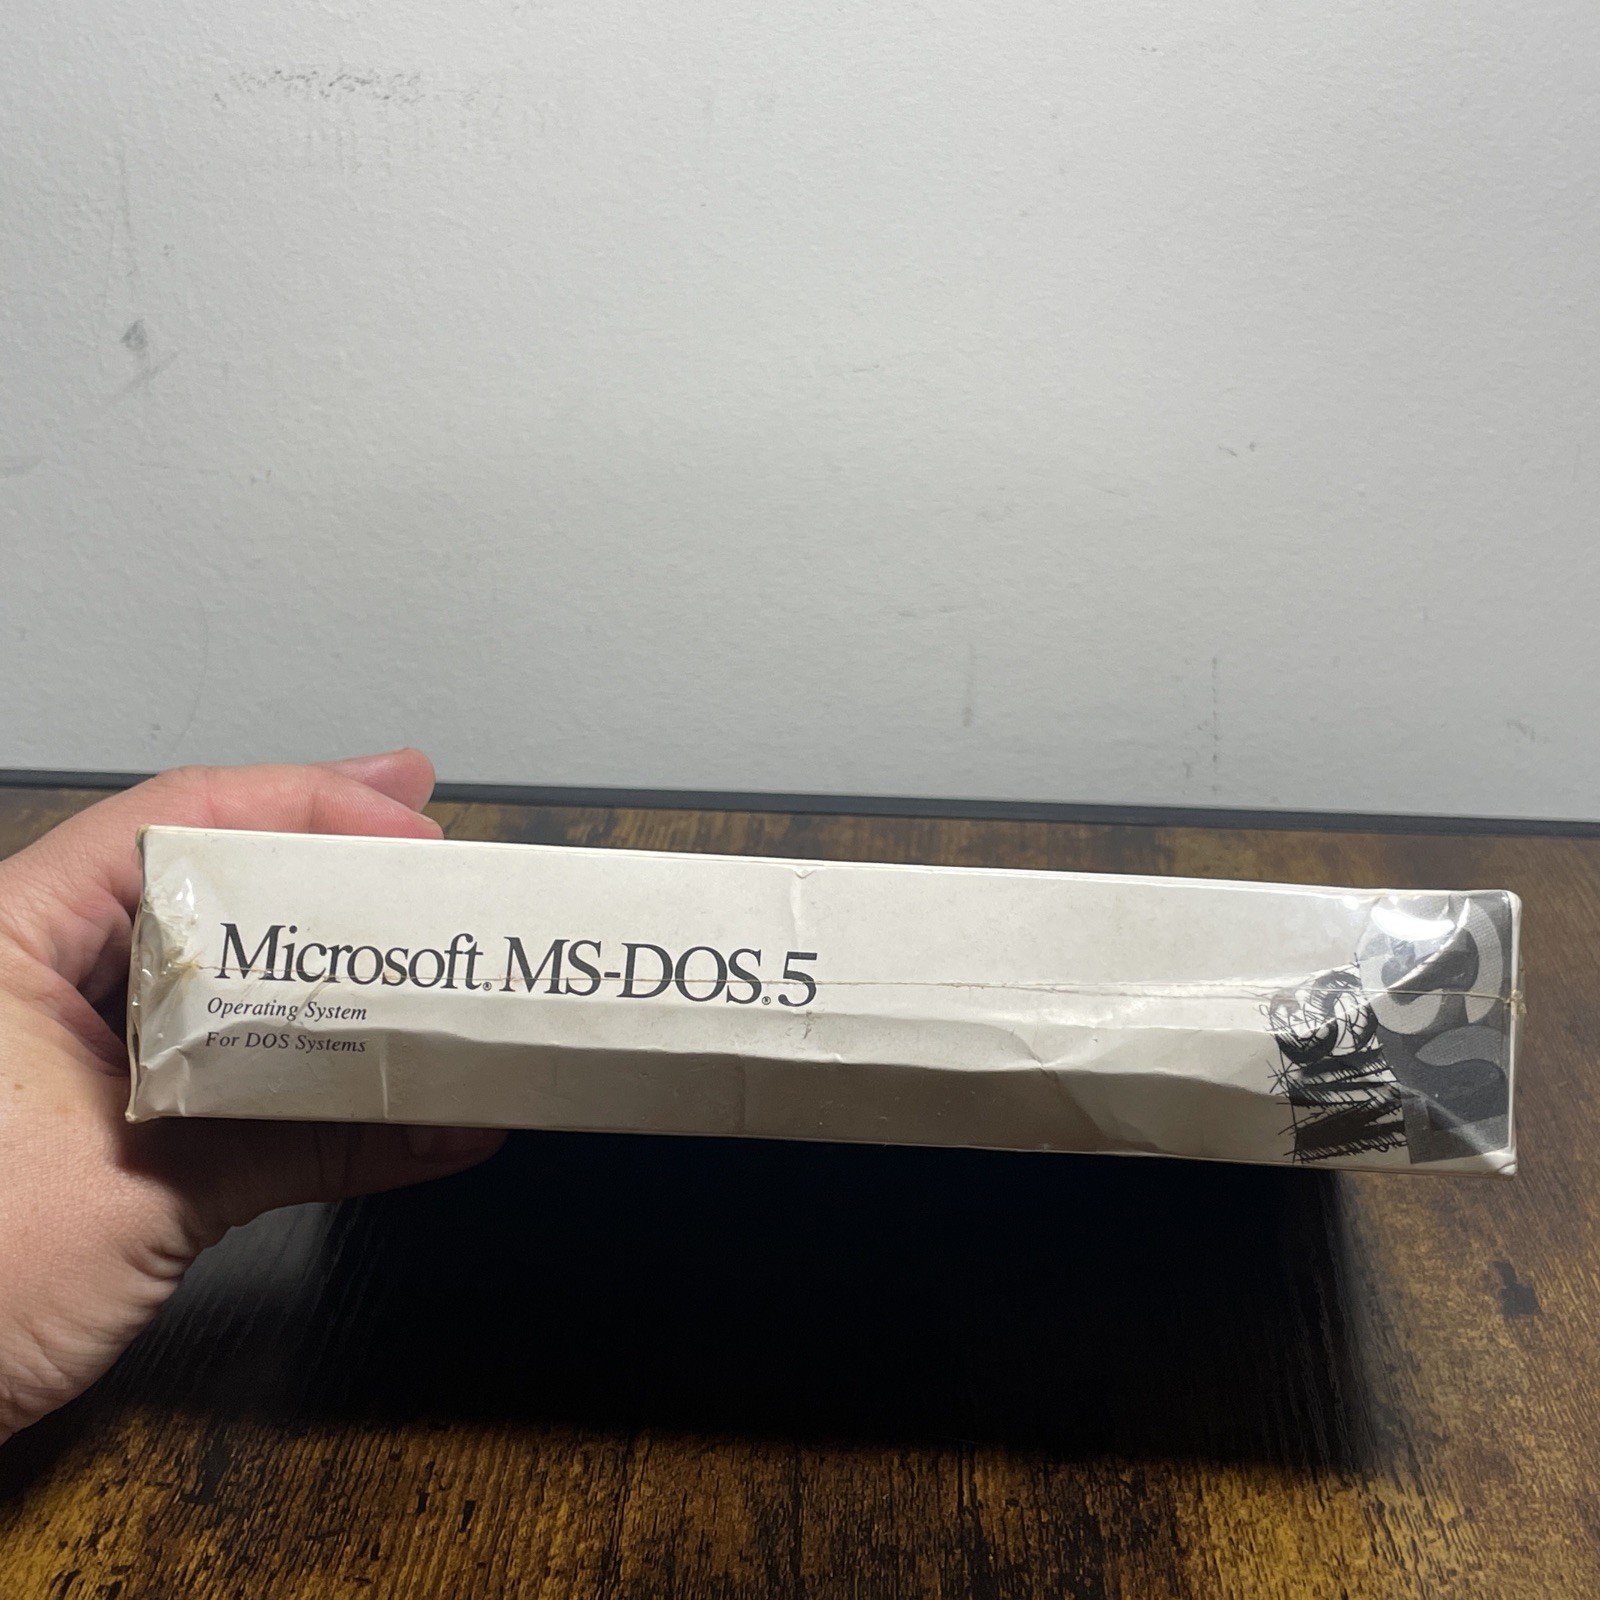 Microsoft® MS-DOS® 5
Operating System
For DOS Systems